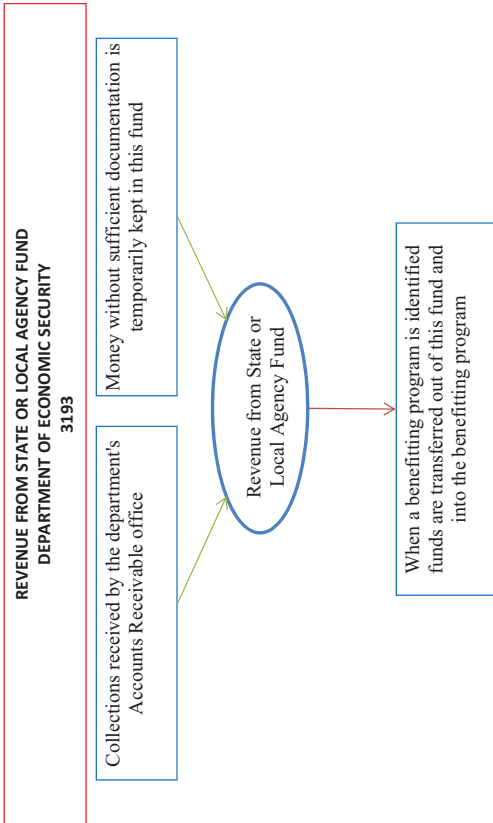 REVENUE FROM STATE OR LOCAL AGENCY FUND
DEPARTMENT OF ECONOMIC SECURITY
3193
Collections received by the department's
Accounts Receivable office
Money without sufficient documentation is
temporarily kept in this fund
Revenue from State or
Local Agency Fund
When a benefitting program is identified
funds are transferred out of this fund and
into the benefitting program